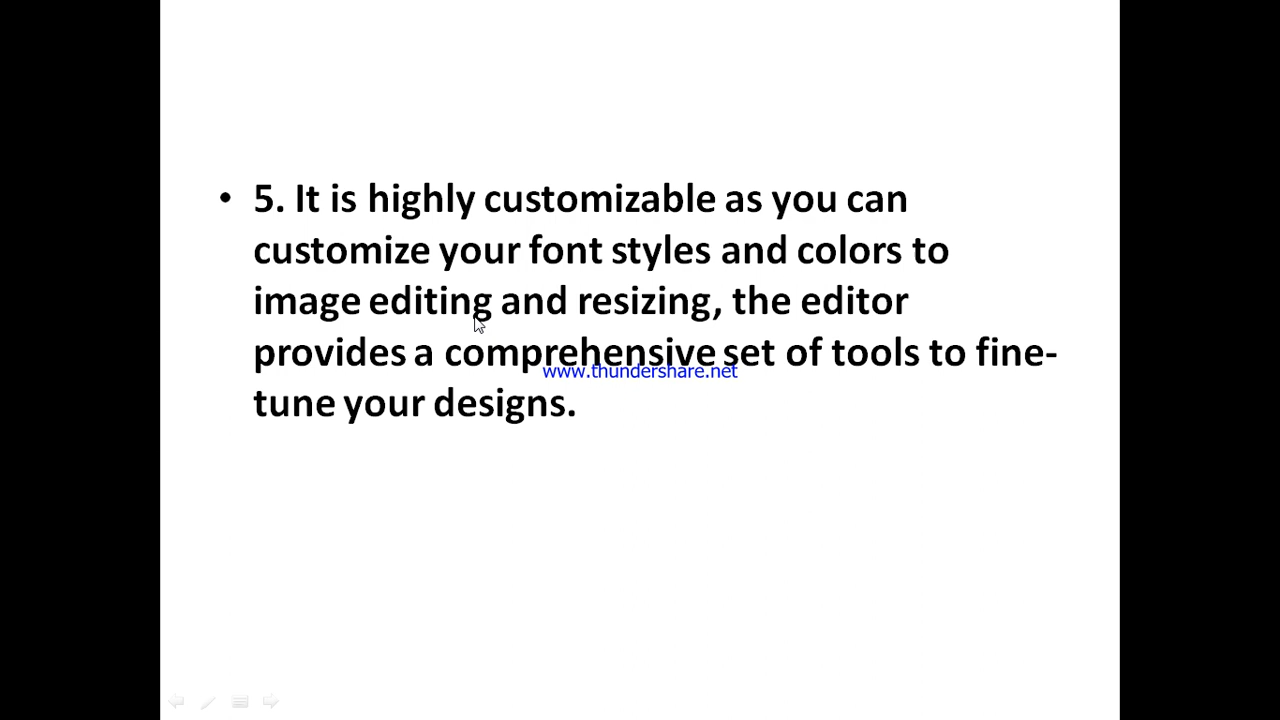 • 5. It is highly customizable as you can
customize your font styles and colors to
image editing and resizing, the editor
provides a comprehensive set of tools to fine-
www.thundershare.net
tune your designs.